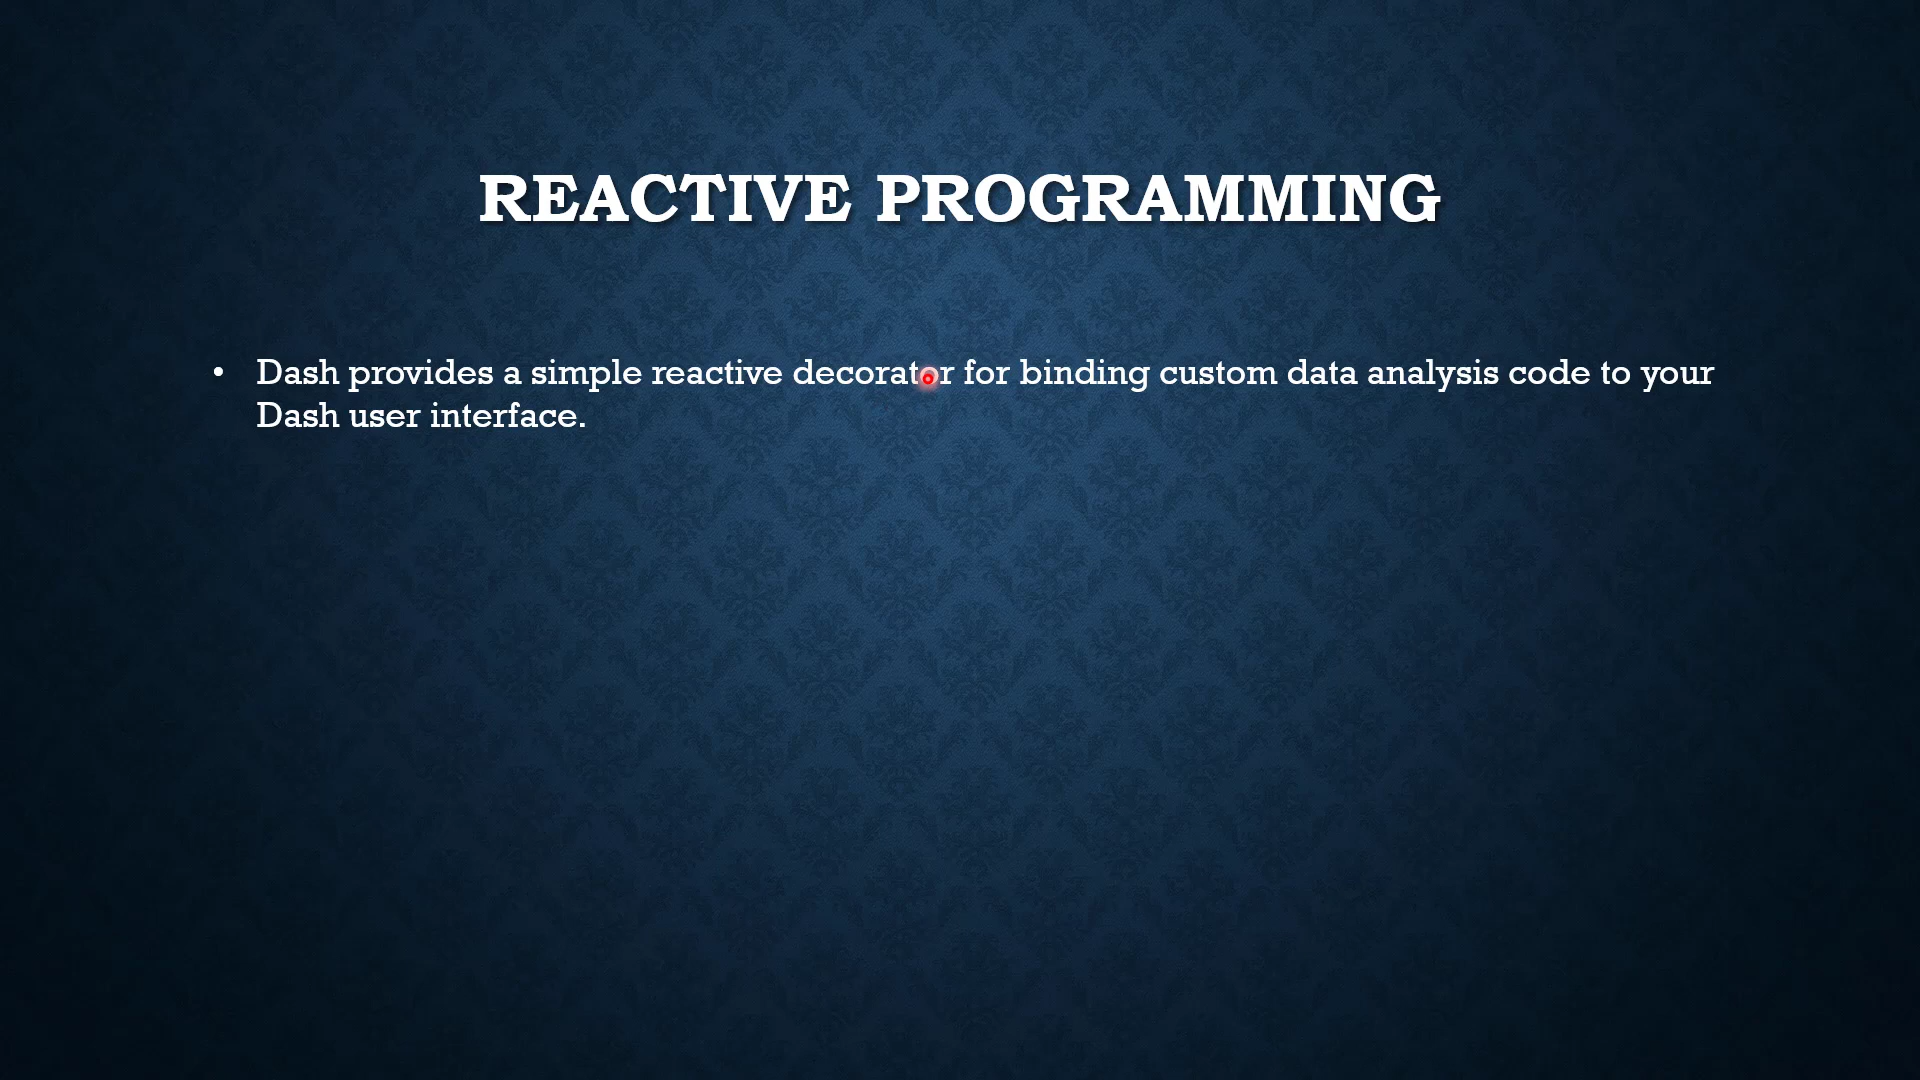 REACTIVE PROGRAMMING
• Dash provides a simple reactive decorator for binding custom data analysis code to your
Dash user interface.